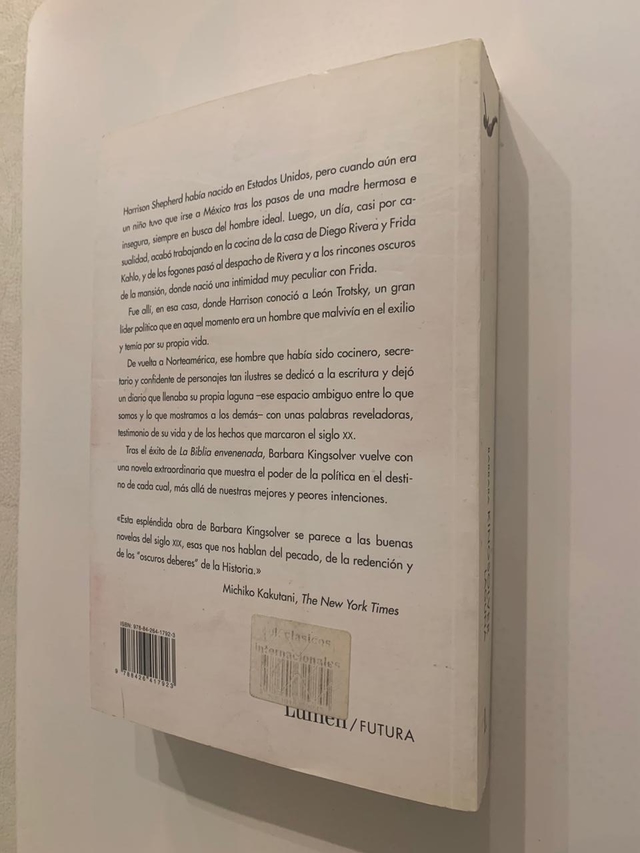 Harrison Shepherd había nacido en Estados Unidos, pero cuando aún era
un niño tuvo que irse a México tras los pasos de una madre hermosa e
insegura, siempre en busca del hombre ideal. Luego, un día, casi por ca-
sualidad, acabó trabajando en la cocina de la casa de Diego Rivera y Frida
Kahlo, y de los fogones pasó al despacho de Rivera y a los rincones oscuros
de la mansión, donde nació una intimidad muy peculiar con Frida.
Fue allí, en esa casa, donde Harrison conoció a León Trotsky, un gran
líder político que en aquel momento era un hombre que malvivía en el exilio
y temía por su propia vida.
De vuelta a Norteamérica, ese hombre que había sido cocinero, secre-
tario y confidente de personajes tan ilustres se dedicó a la escritura y dejó
un diario que llenaba su propia laguna –ese espacio ambiguo entre lo que
somos y lo que mostramos a los demás– con unas palabras reveladoras,
testimonio de su vida y de los hechos que marcaron el siglo XX.
Tras el éxito de La Biblia envenenada, Barbara Kingsolver vuelve con
una novela extraordinaria que muestra el poder de la política en el desti-
no de cada cual, más allá de nuestras mejores y peores intenciones.
«Esta espléndida obra de Barbara Kingsolver se parece a las buenas
novelas del siglo XIX, esas que nos hablan del pecado, de la redención y
de los "oscuros deberes" de la Historia.»
Michiko Kakutani, The New York Times
ISBN: 978-84-264-1792-3
9 788426 417923
clasicos
internacionales
Lumen/FUTURA